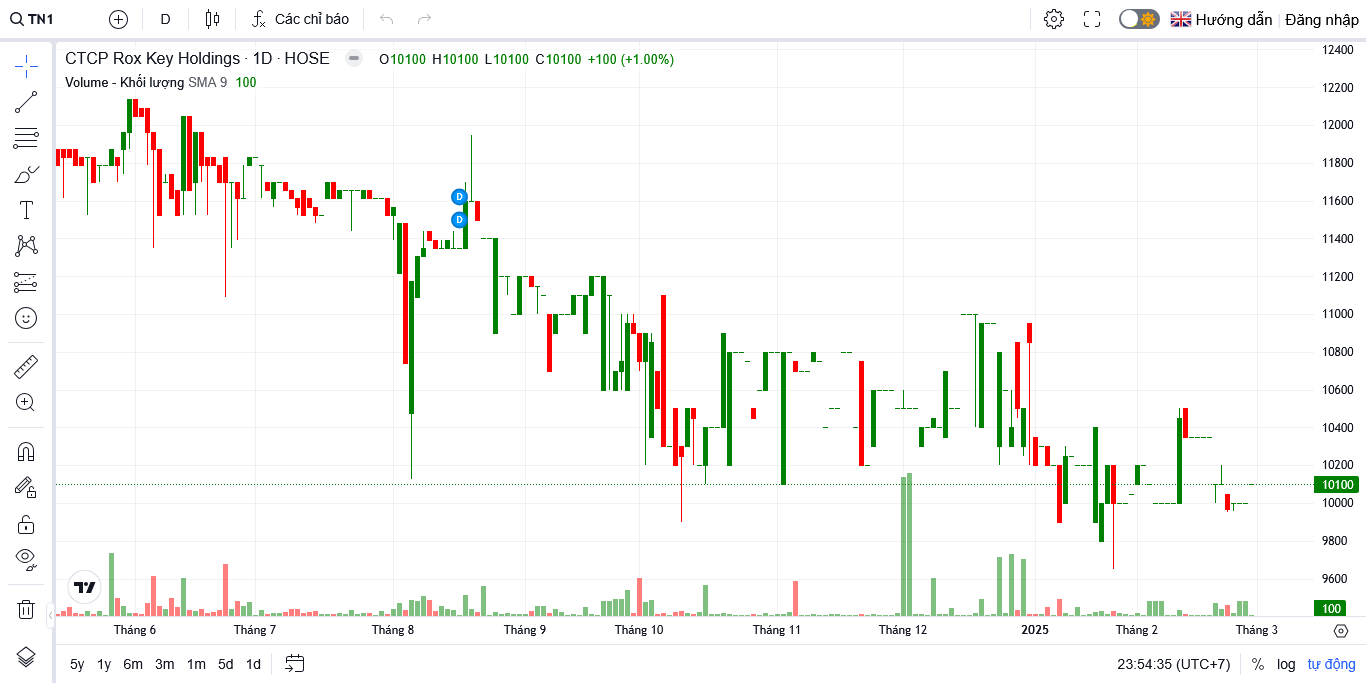 TN1 D Các chỉ báo Hướng dẫn Đăng nhập
CTCP Rox Key Holdings · 1D · HOSE O10100 H10100 L10100 C10100 +100 (+1.00%)
Volume - Khối lượng SMA 9 100
12400
12200
12000
11800
11600
11400
11200
11000
10800
10600
10400
10200
10100
10000
9800
9600
100
D
D
Tháng 6 Tháng 7 Tháng 8 Tháng 9 Tháng 10 Tháng 11 Tháng 12 2025 Tháng 2 Tháng 3
5y 1y 6m 3m 1m 5d 1d 23:54:35 (UTC+7) % log tự động